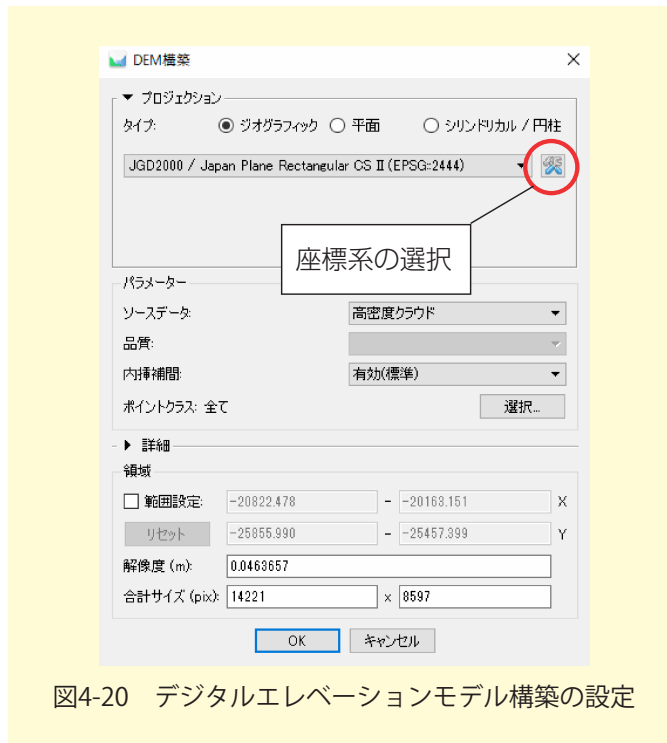 DEM構築
プロジェクション
タイプ: ジオグラフィック 平面 シリンドリカル / 円柱
JGD2000 / Japan Plane Rectangular CS II (EPSG::2444)
座標系の選択
パラメーター
ソースデータ: 高密度クラウド
品質:
内挿補間: 有効(標準)
ポイントクラス: 全て 選択...
詳細
領域
範囲設定: -20822.478 - -20163.151 X
リセット -25855.990 - -25457.399 Y
解像度 (m): 0.0463657
合計サイズ (pix): 14221 x 8597
OK キャンセル
図4-20 デジタルエレベーションモデル構築の設定